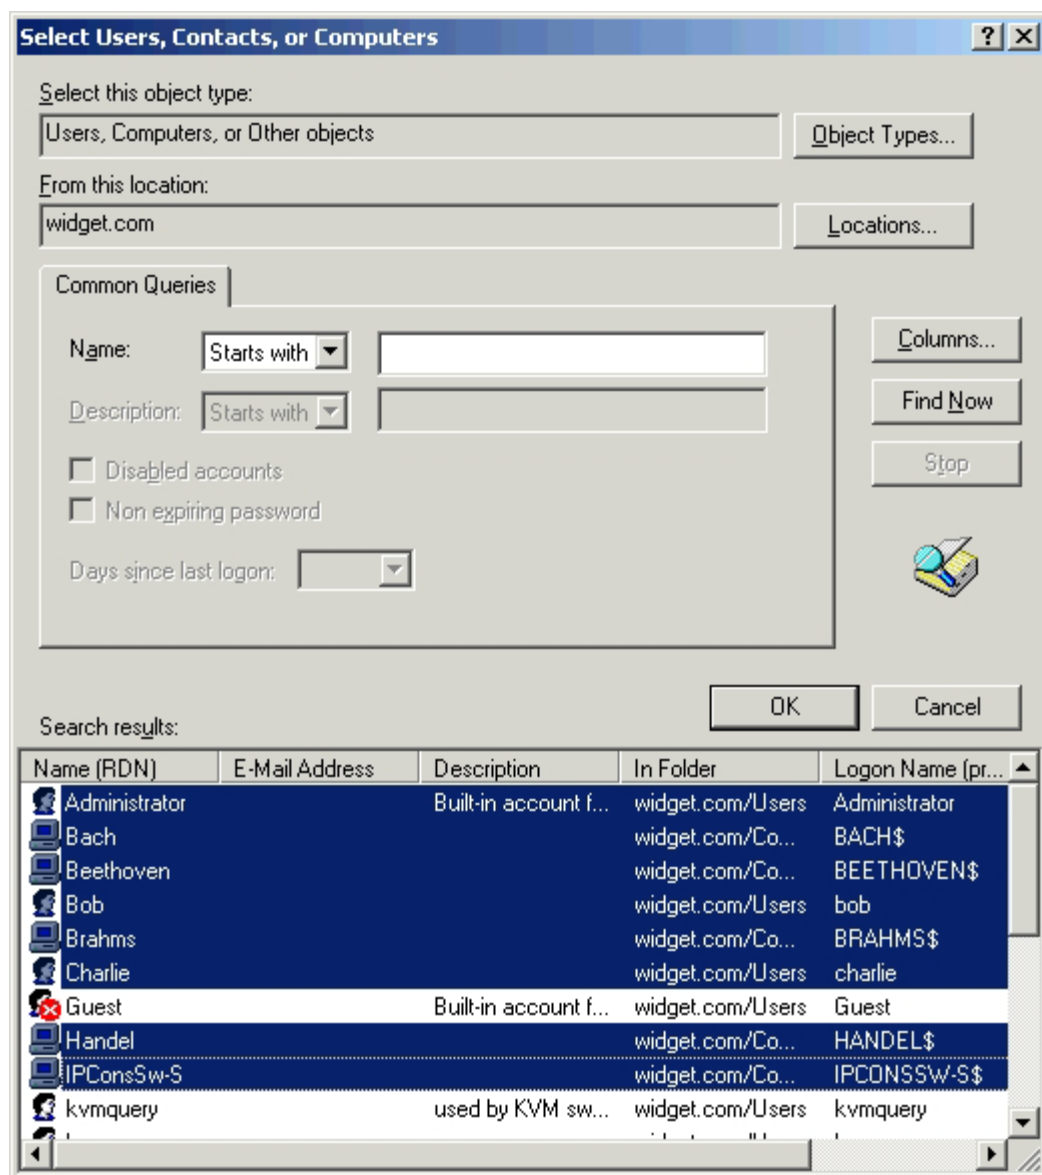 Select Users, Contacts, or Computers
Select this object type:
Users, Computers, or Other objects
Object Types...
From this location:
widget.com
Locations...
Common Queries
Name: Starts with
Description: Starts with
Disabled accounts
Non expiring password
Days since last logon:
Columns...
Find Now
Stop
OK Cancel
Search results:
Name (RDN) E-Mail Address Description In Folder Logon Name (pr...
Administrator Built-in account f... widget.com/Users Administrator
Bach widget.com/Co... BACH$
Beethoven widget.com/Co... BEETHOVEN$
Bob widget.com/Users bob
Brahms widget.com/Co... BRAHMS$
Charlie widget.com/Users charlie
Guest Built-in account f... widget.com/Users Guest
Handel widget.com/Co... HANDEL$
IPConsSw-S widget.com/Co... IPCONSSW-S$
kvmquery used by KVM sw... widget.com/Users kvmquery